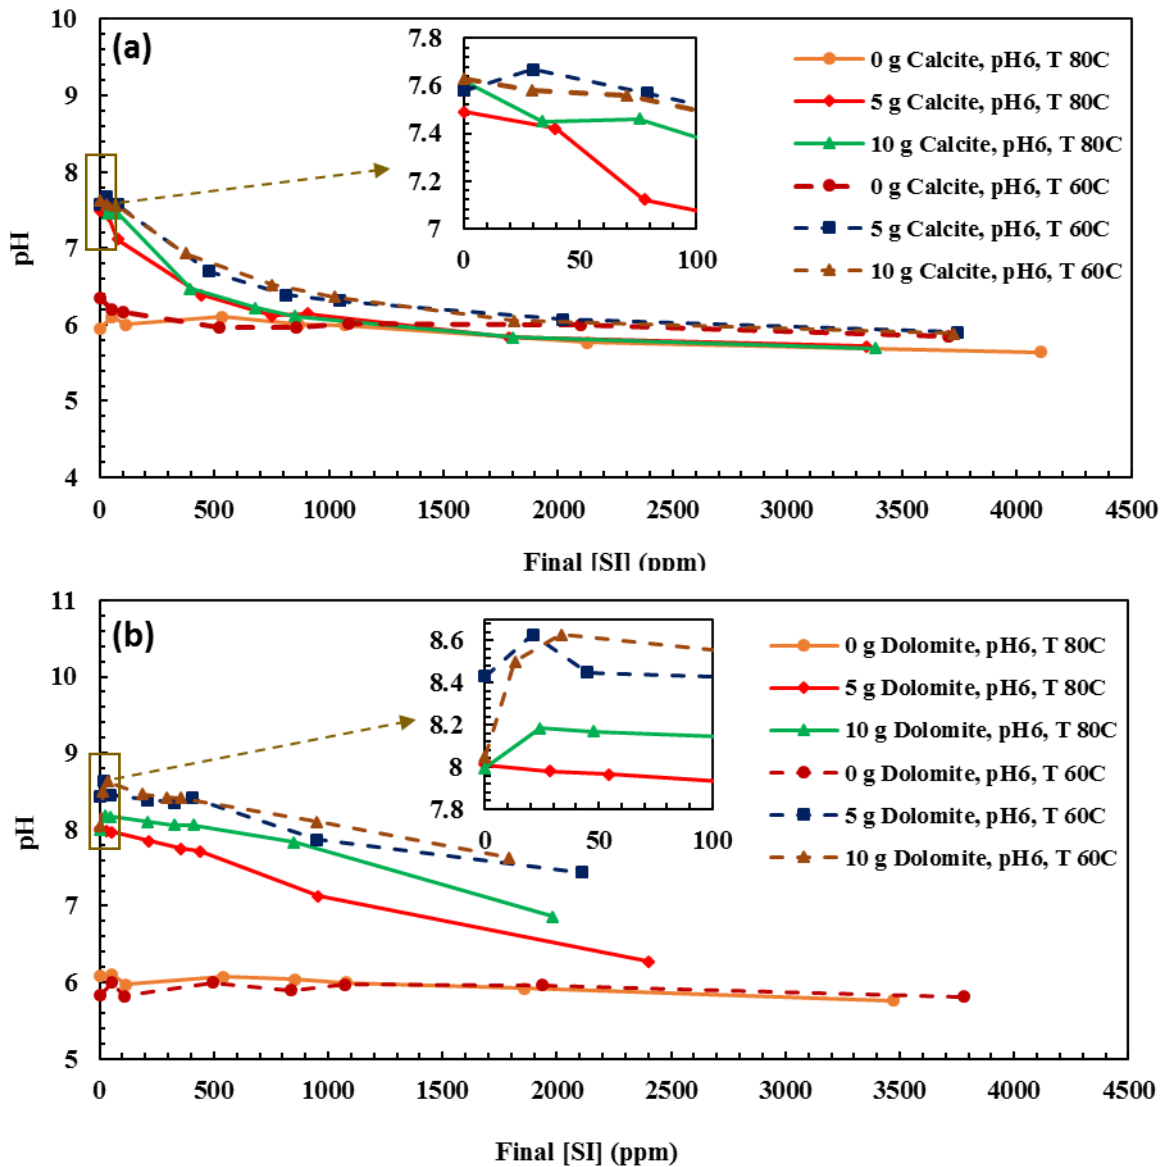 (a)
10
9
8
7
6
5
4
pH
0
500
1000
1500
2000
2500
3000
3500
4000
4500
Final [SI] (ppm)
7.8
7.6
7.4
7.2
7
0
50
100
0 g Calcite, pH6, T 80C
5 g Calcite, pH6, T 80C
10 g Calcite, pH6, T 80C
0 g Calcite, pH6, T 60C
5 g Calcite, pH6, T 60C
10 g Calcite, pH6, T 60C
(b)
11
10
9
8
7
6
5
pH
0
500
1000
1500
2000
2500
3000
3500
4000
4500
Final [SI] (ppm)
8.6
8.4
8.2
8
7.8
0
50
100
0 g Dolomite, pH6, T 80C
5 g Dolomite, pH6, T 80C
10 g Dolomite, pH6, T 80C
0 g Dolomite, pH6, T 60C
5 g Dolomite, pH6, T 60C
10 g Dolomite, pH6, T 60C